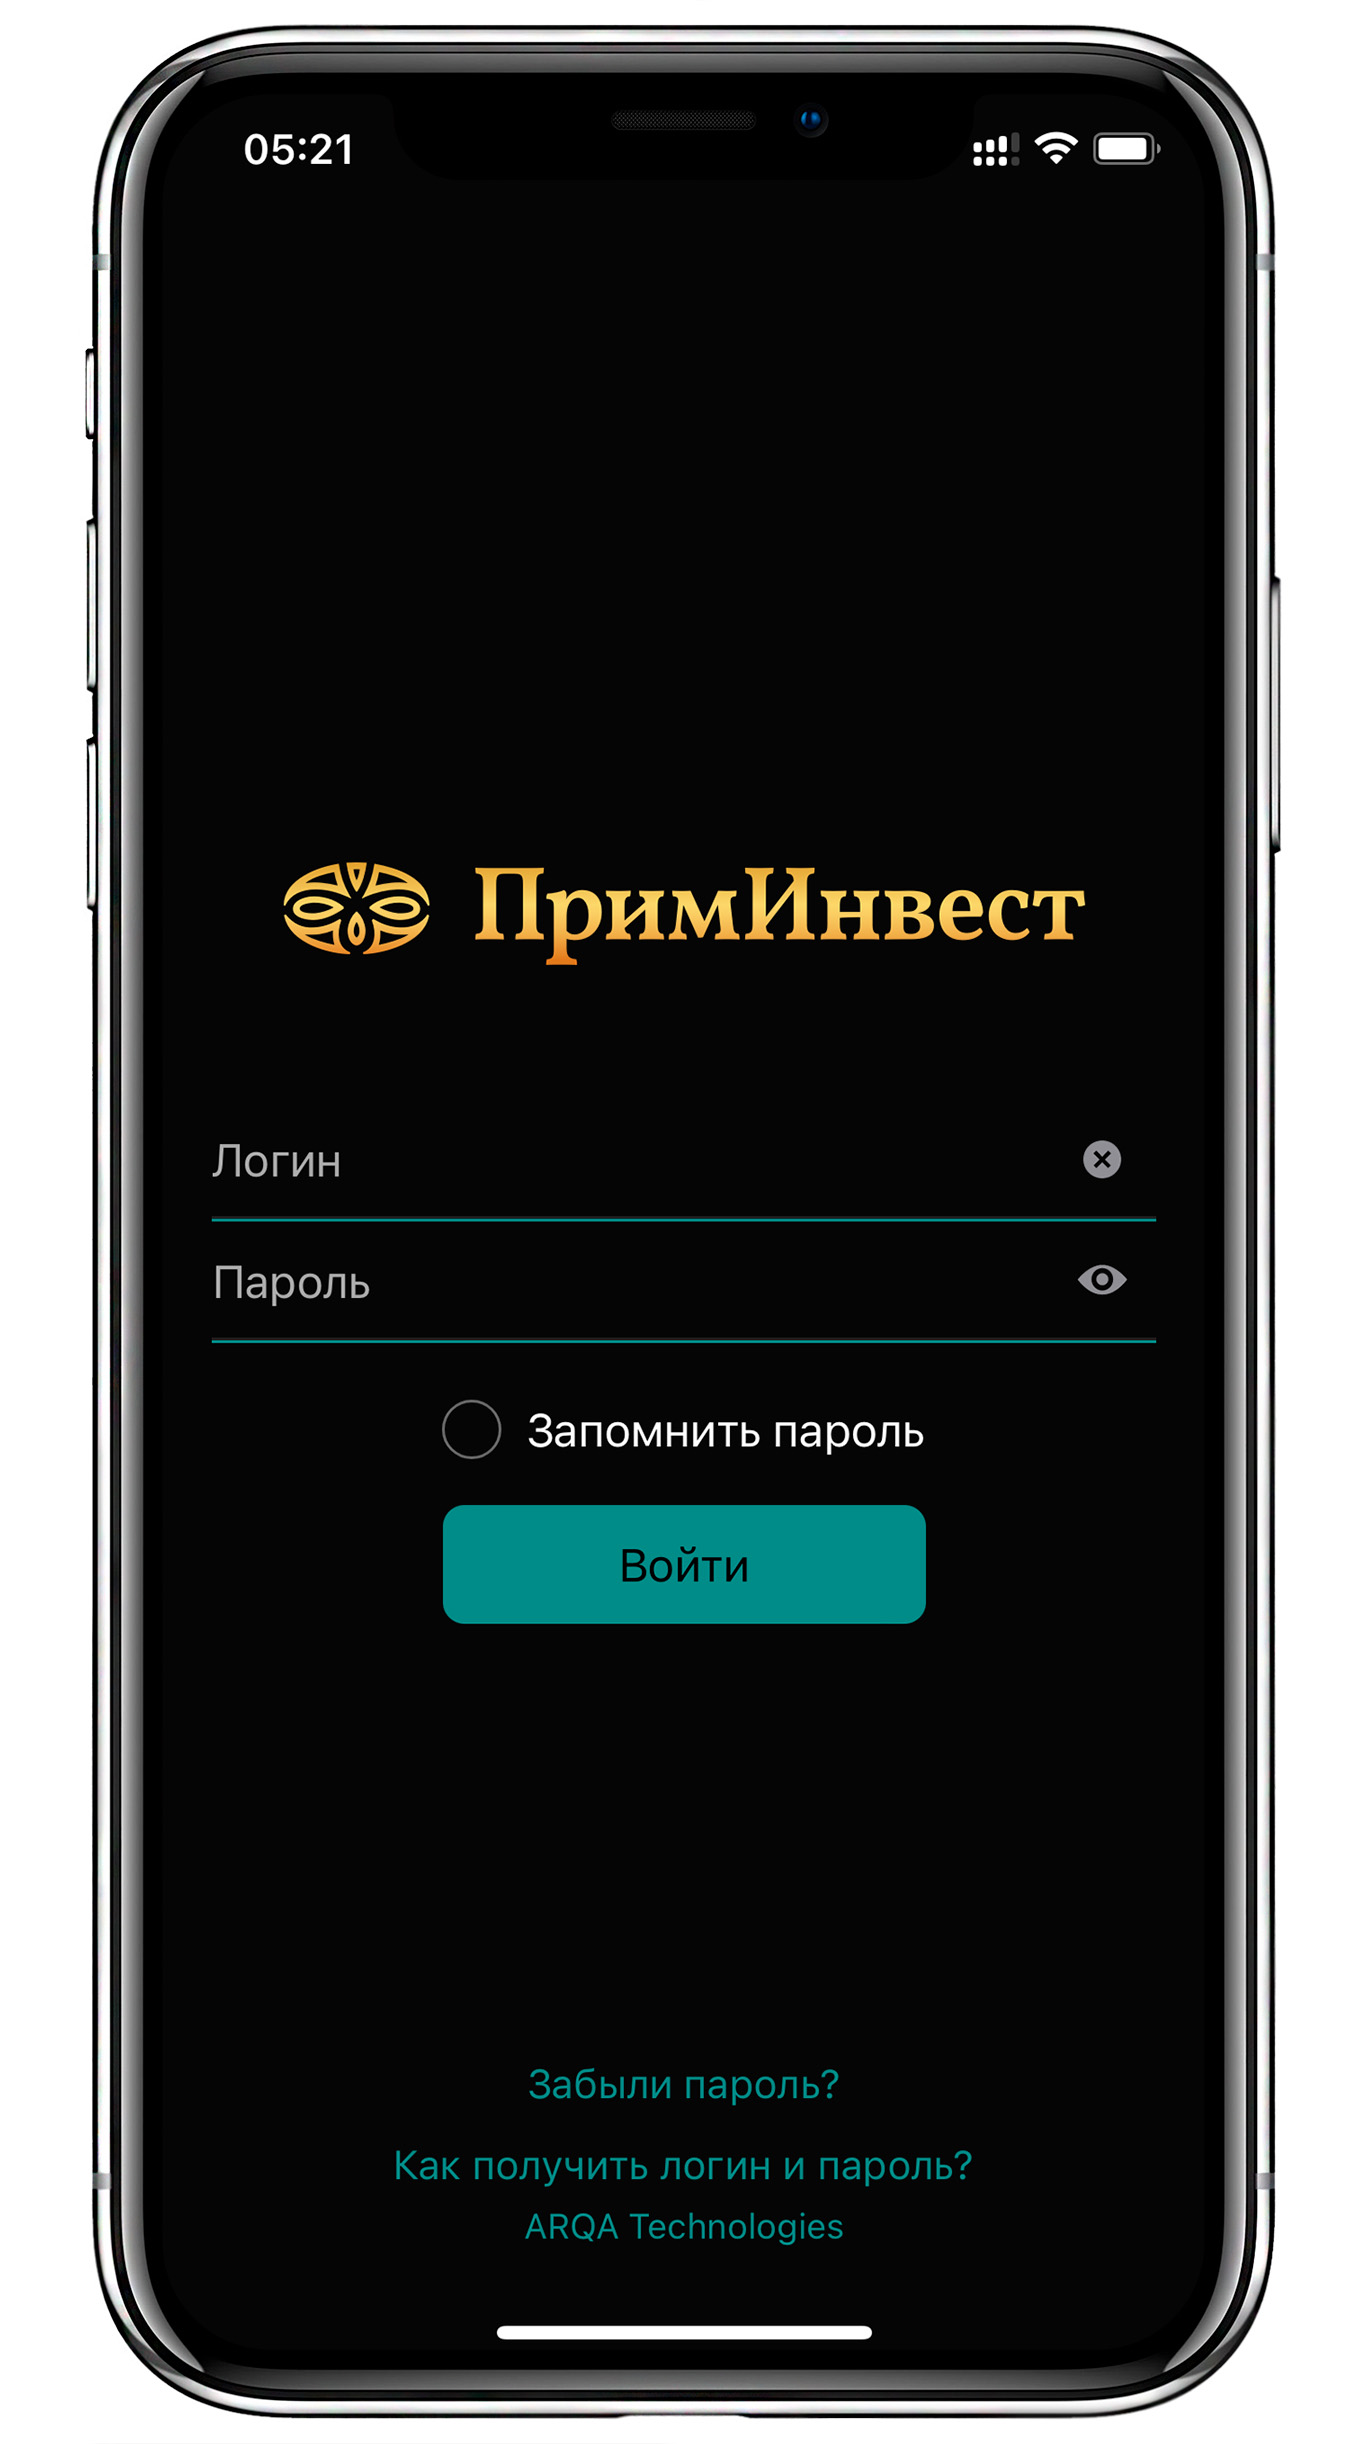 05:21
ПримИнвест
Логин
Пароль
Запомнить пароль
Войти
Забыли пароль?
Как получить логин и пароль?
ARQA Technologies